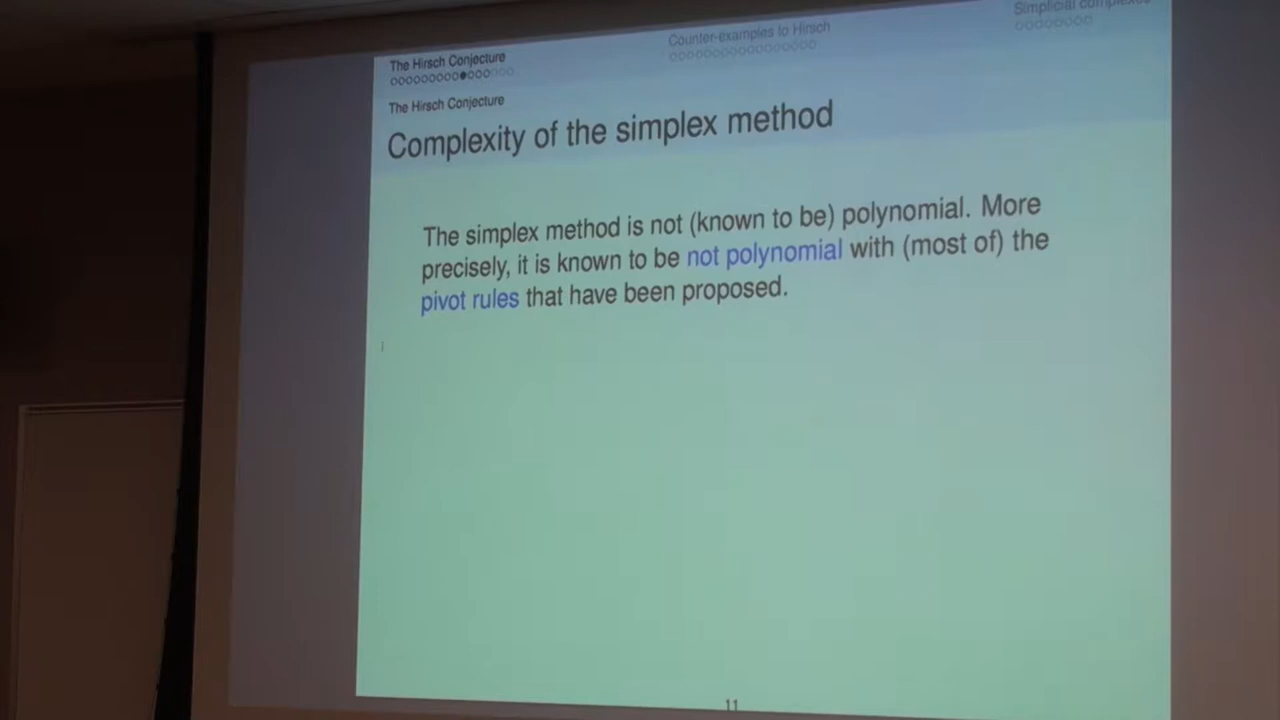 The Hirsch Conjecture
Counter-examples to Hirsch
Simplicial complexes
The Hirsch Conjecture
Complexity of the simplex method
The simplex method is not (known to be) polynomial. More
precisely, it is known to be not polynomial with (most of) the
pivot rules that have been proposed.
11